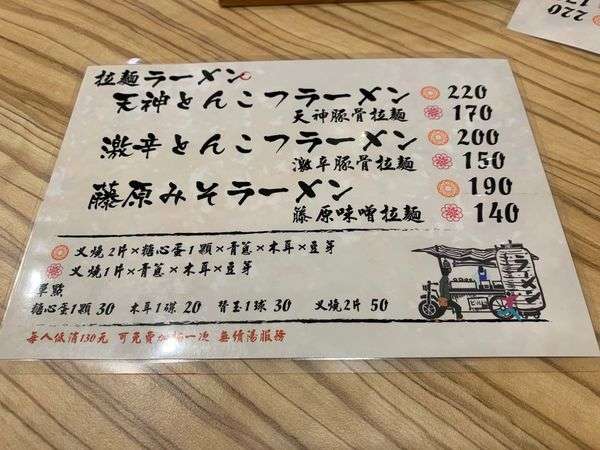 拉麺ラーメン
天神とんこつラーメン 220
天神豚骨拉麺 170
激辛とんこつラーメン 200
激辛豚骨拉麺 150
藤原みそラーメン 190
藤原味噌拉麺 140
叉燒2片×糖心蛋1顆×青蔥×木耳×豆芽
叉燒1片×青蔥×木耳×豆芽
單點
糖心蛋1顆 30 木耳1碟 20 替玉1球 30 叉燒2片 50
每人低消130元 可免費加麵一次 無續湯服務
ラーメン
220